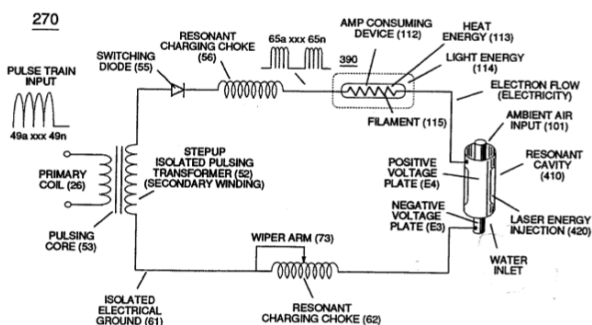 270
PULSE TRAIN
INPUT
49a xxx 49n
SWITCHING
DIODE (55)
RESONANT
CHARGING CHOKE
(56)
65a xxx 65n
390
AMP CONSUMING
DEVICE (112)
HEAT
ENERGY (113)
LIGHT ENERGY
(114)
FILAMENT (115)
ELECTRON FLOW
(ELECTRICITY)
AMBIENT AIR
INPUT (101)
RESONANT
CAVITY
(410)
POSITIVE
VOLTAGE
PLATE (E4)
NEGATIVE
VOLTAGE
PLATE (E3)
LASER ENERGY
INJECTION (420)
WATER
INLET
PRIMARY
COIL (26)
STEPUP
ISOLATED PULSING
TRANSFORMER (52)
(SECONDARY WINDING)
PULSING
CORE (53)
WIPER ARM (73)
ISOLATED
ELECTRICAL
GROUND (61)
RESONANT
CHARGING CHOKE (62)